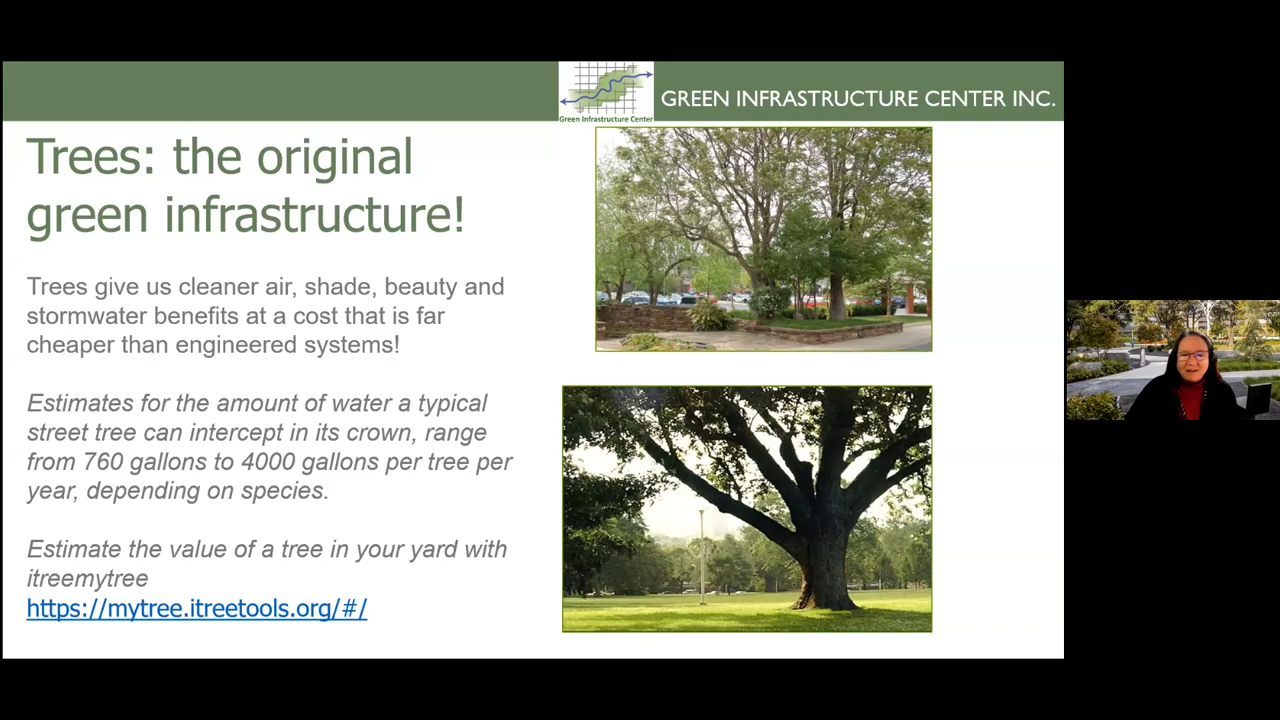 Green Infrastructure Center
GREEN INFRASTRUCTURE CENTER INC.
Trees: the original
green infrastructure!
Trees give us cleaner air, shade, beauty and
stormwater benefits at a cost that is far
cheaper than engineered systems!
Estimates for the amount of water a typical
street tree can intercept in its crown, range
from 760 gallons to 4000 gallons per tree per
year, depending on species.
Estimate the value of a tree in your yard with
itreemytree
https://mytree.itreetools.org/#/